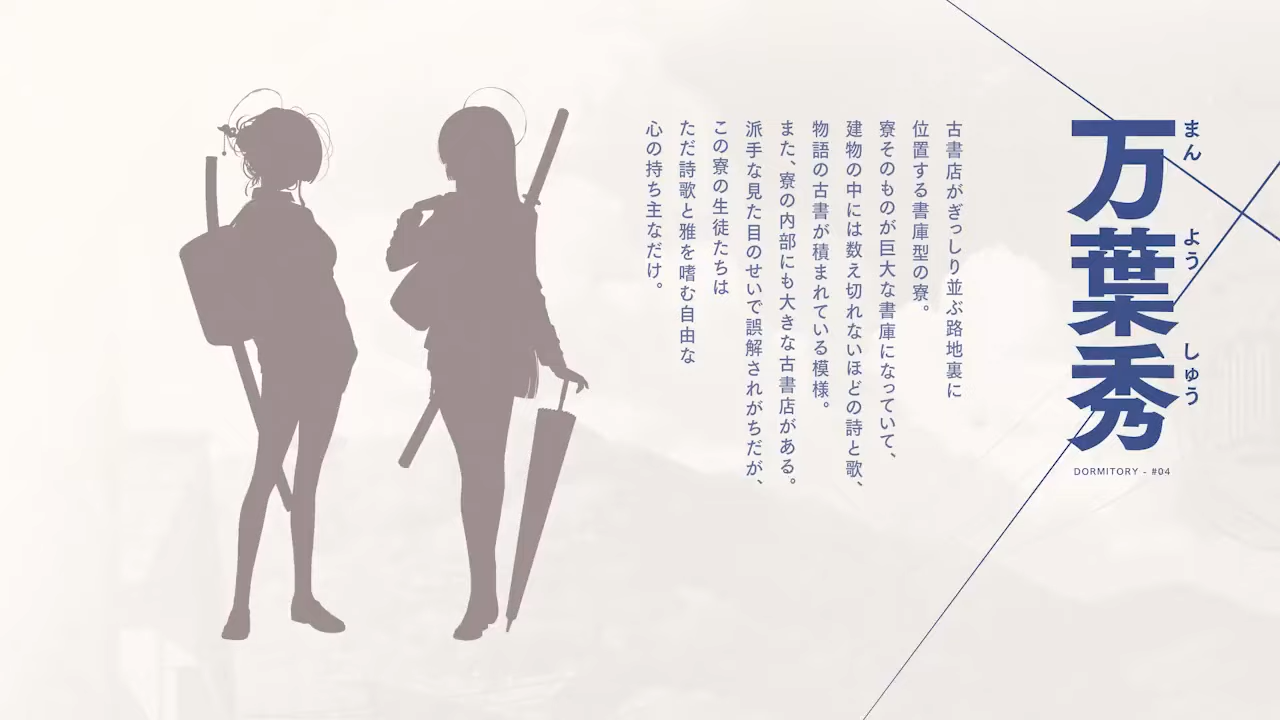 万葉秀
まん
よう
しゅう
DORMITORY - #04
古書店がぎっしり並ぶ路地裏に
位置する書庫型の寮。
寮そのものが巨大な書庫になっていて、
建物の中には数え切れないほどの詩と歌、
物語の古書が積まれている模様。
また、寮の内部にも大きな古書店がある。
派手な見た目のせいで誤解されがちだが、
この寮の生徒たちは
ただ詩歌と雅を嗜む自由な
心の持ち主なだけ。